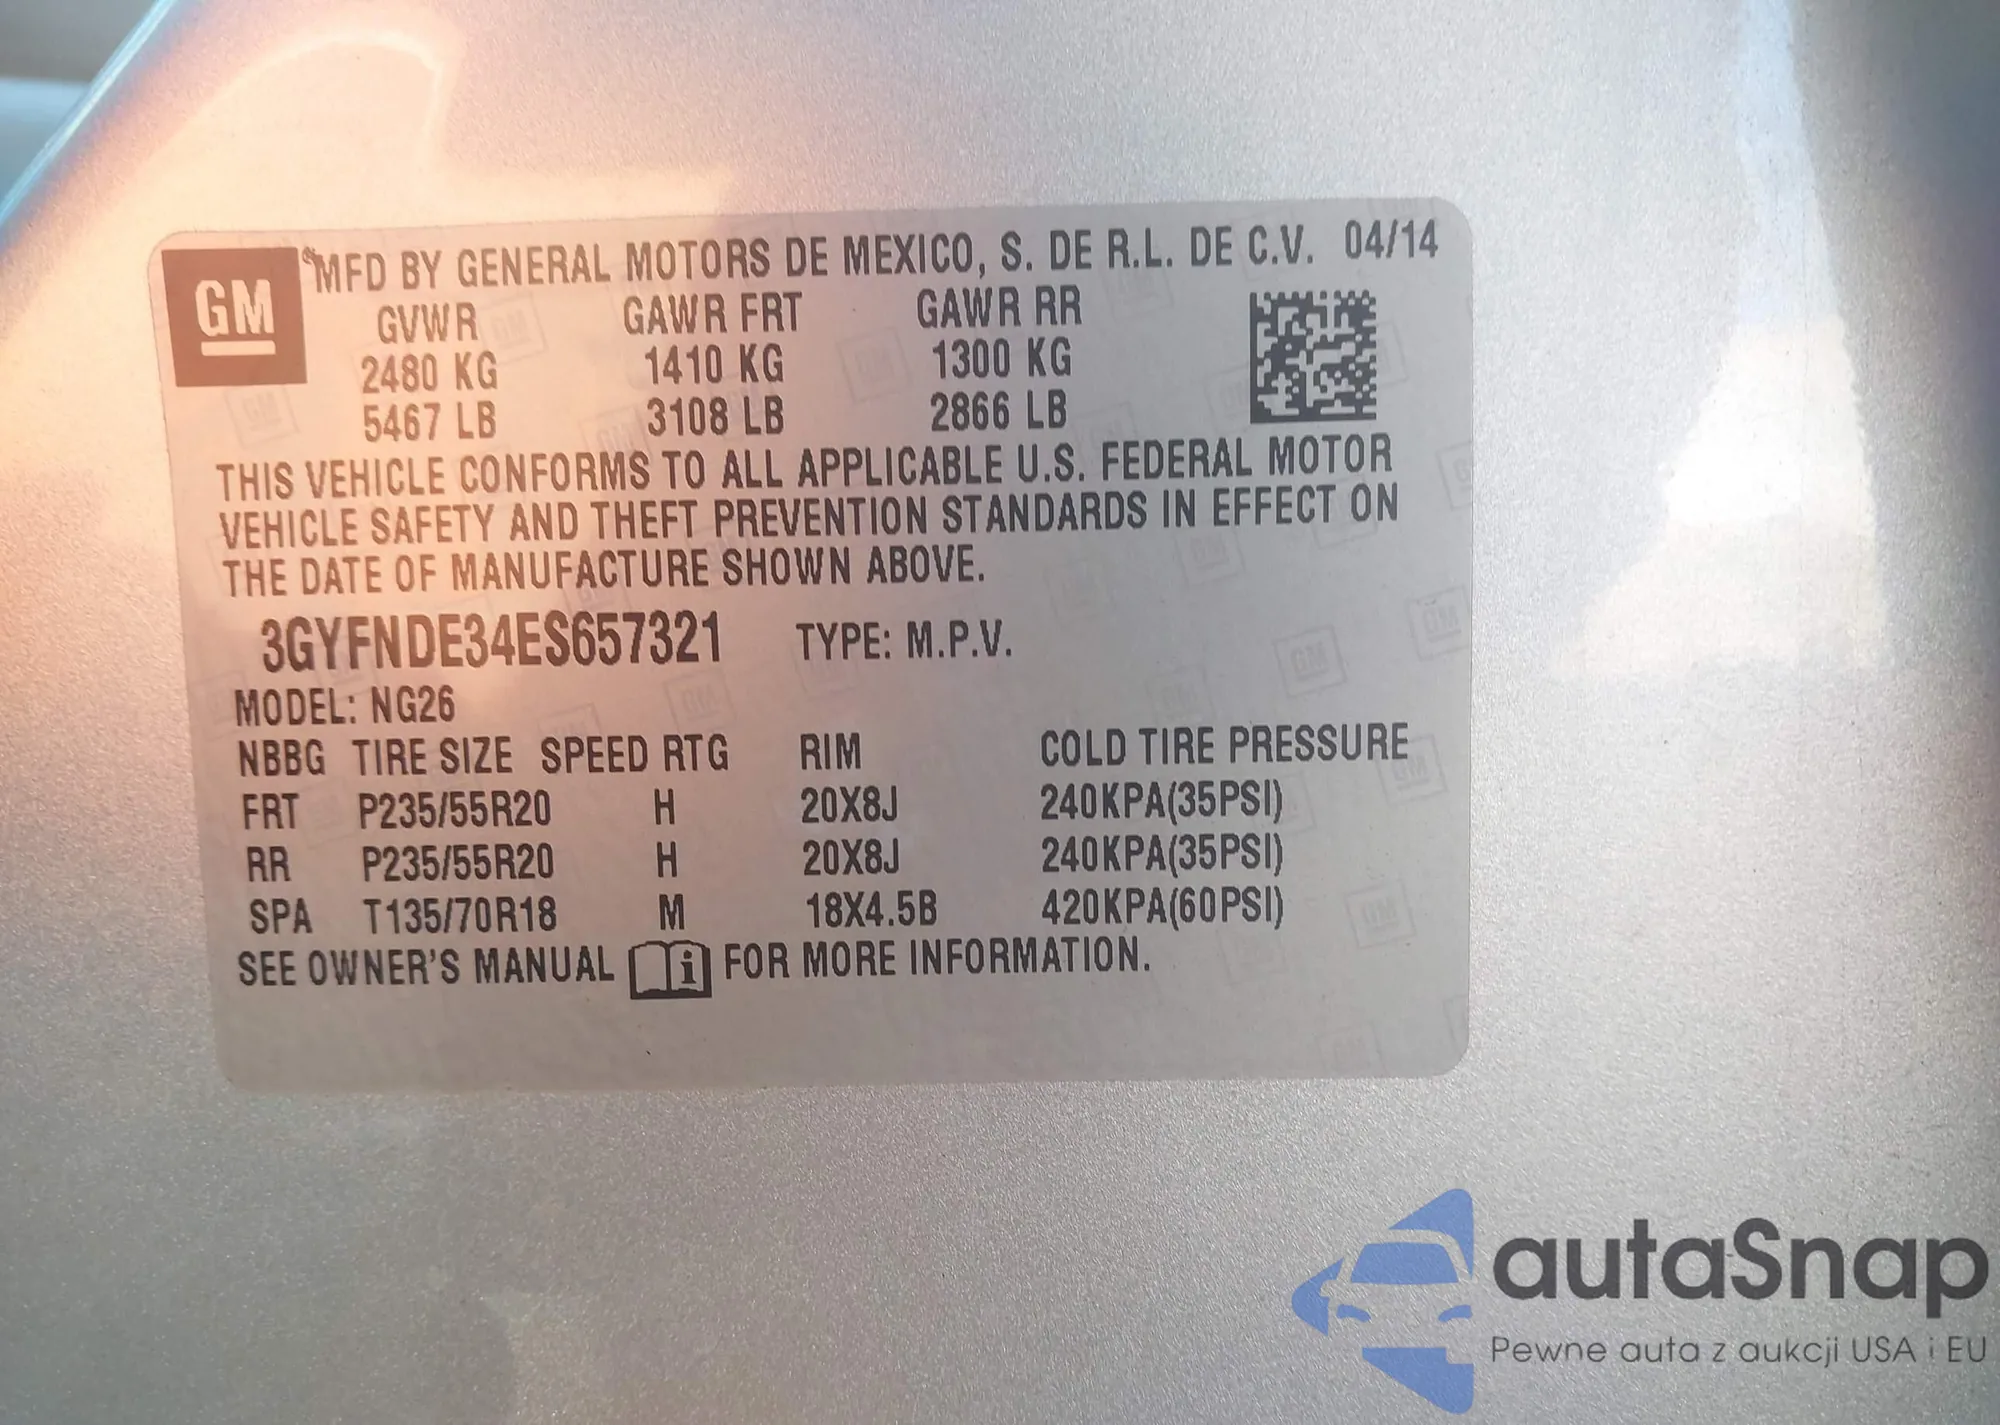 GM
MFD BY GENERAL MOTORS DE MEXICO, S. DE R.L. DE C.V. 04/14
GVWR GAWR FRT GAWR RR
2480 KG 1410 KG 1300 KG
5467 LB 3108 LB 2866 LB
THIS VEHICLE CONFORMS TO ALL APPLICABLE U.S. FEDERAL MOTOR
VEHICLE SAFETY AND THEFT PREVENTION STANDARDS IN EFFECT ON
THE DATE OF MANUFACTURE SHOWN ABOVE.
3GYFNDE34ES657321 TYPE: M.P.V.
MODEL: NG26
NBBG TIRE SIZE SPEED RTG RIM COLD TIRE PRESSURE
FRT P235/55R20 H 20X8J 240KPA(35PSI)
RR P235/55R20 H 20X8J 240KPA(35PSI)
SPA T135/70R18 M 18X4.5B 420KPA(60PSI)
SEE OWNER'S MANUAL i FOR MORE INFORMATION.
autaSnap
Pewne auta z aukcji USA i EU